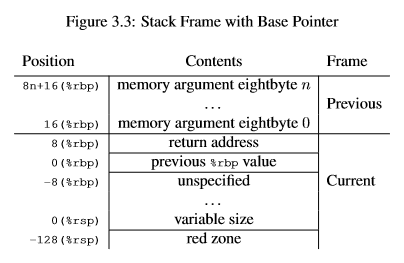 Figure 3.3: Stack Frame with Base Pointer
Position Contents Frame
8n+16(%rbp) memory argument eightbyte n
... Previous
16(%rbp) memory argument eightbyte 0
8(%rbp) return address
0(%rbp) previous %rbp value
-8(%rbp) unspecified Current
...
0(%rsp) variable size
-128(%rsp) red zone